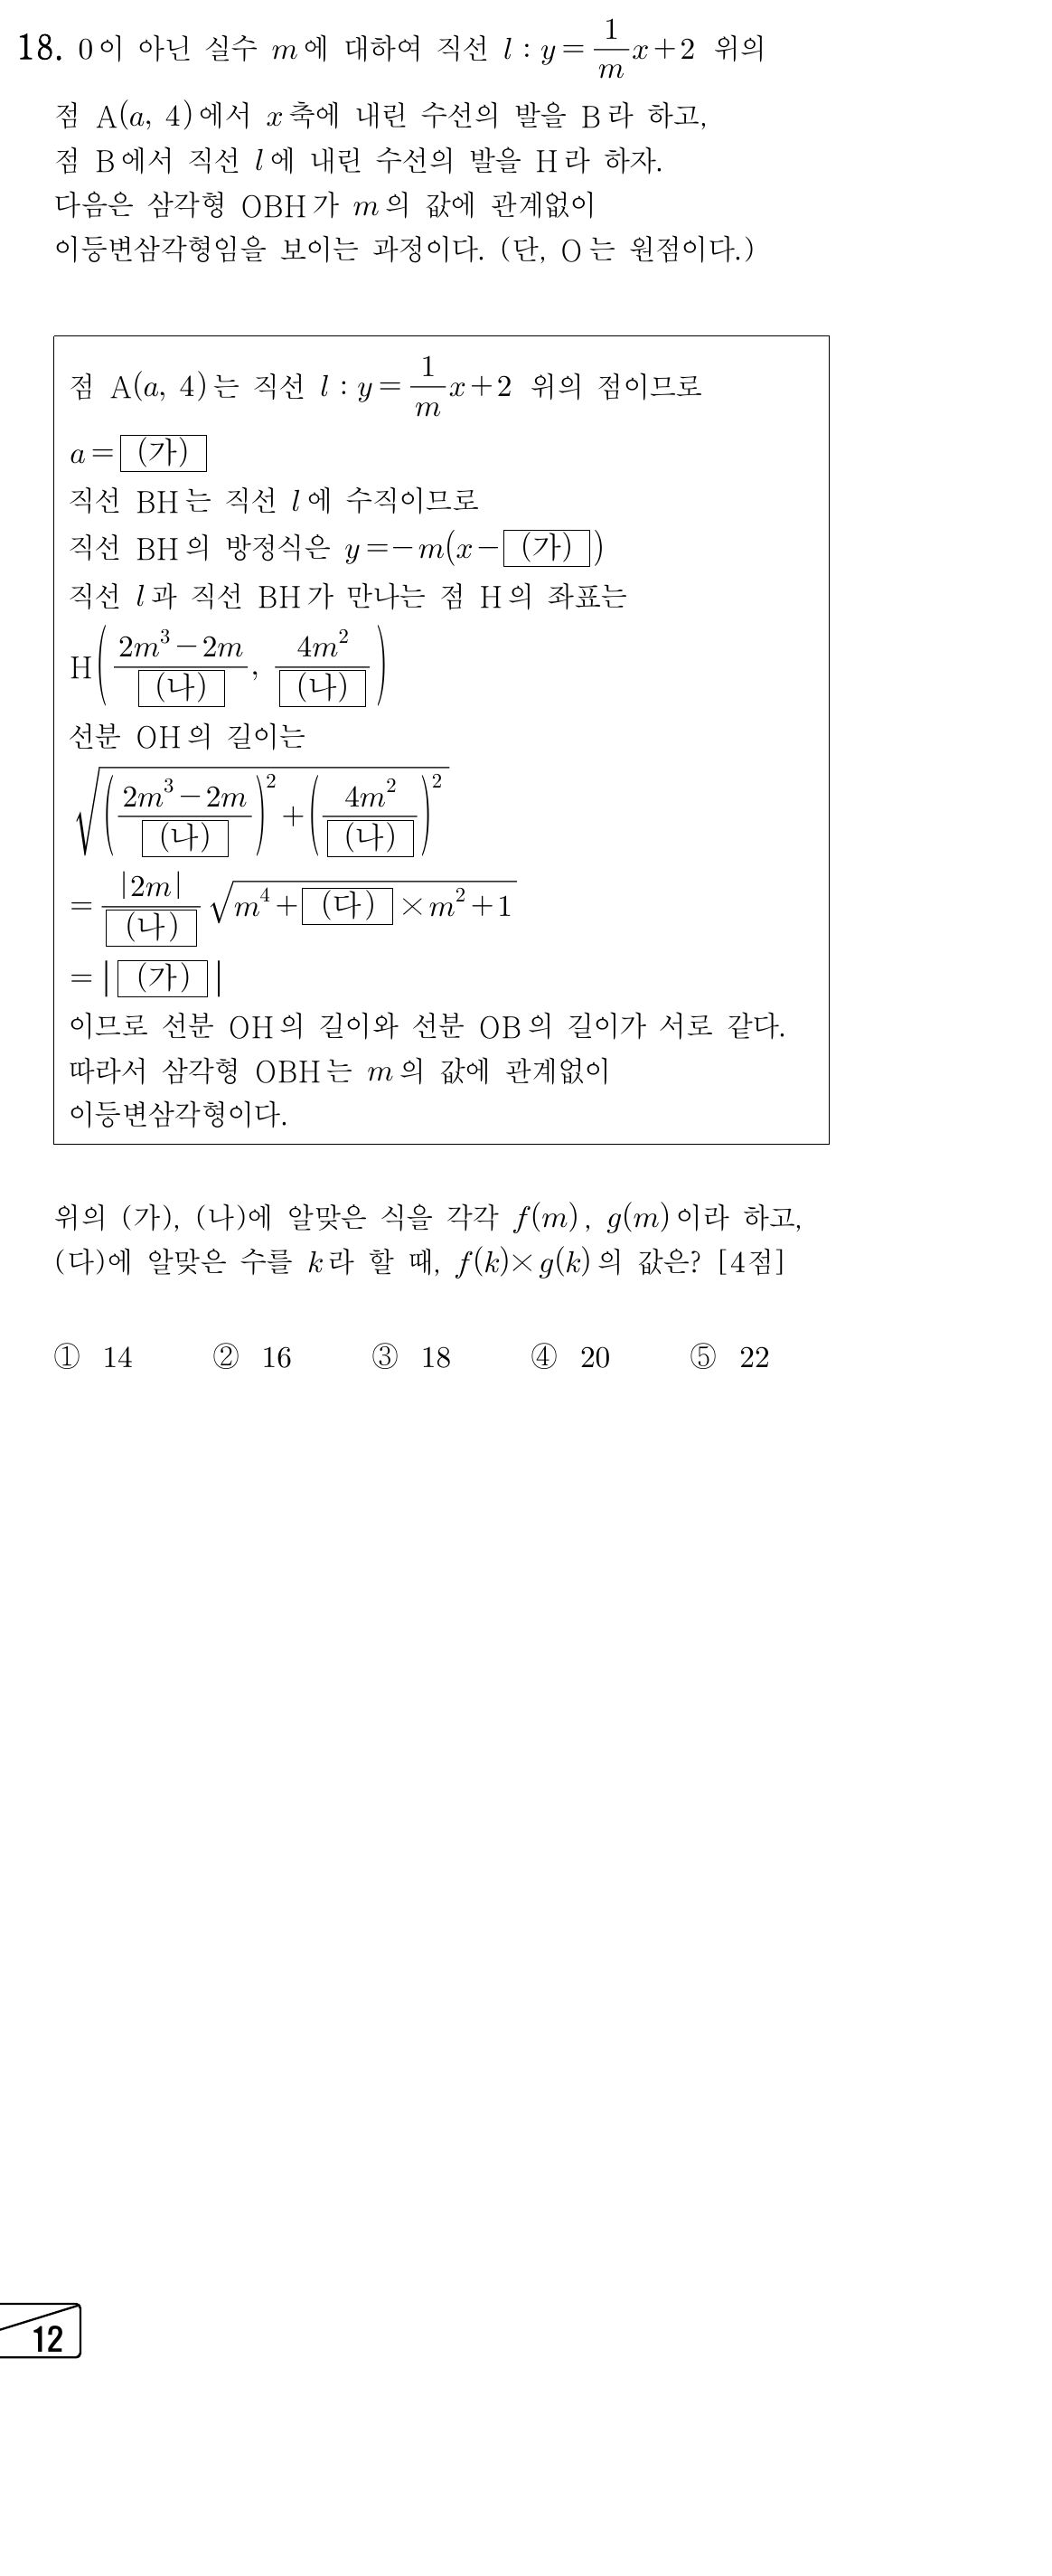 18. 0이 아닌 실수 m에 대하여 직선 l : y = \frac{1}{m}x+2 위의
점 A(a, 4)에서 x축에 내린 수선의 발을 B라 하고,
점 B에서 직선 l에 내린 수선의 발을 H라 하자.
다음은 삼각형 OBH가 m의 값에 관계없이
이등변삼각형임을 보이는 과정이다. (단, O는 원점이다.)
점 A(a, 4)는 직선 l : y = \frac{1}{m}x+2 위의 점이므로
a = (가)
직선 BH는 직선 l에 수직이므로
직선 BH의 방정식은 y = -m(x - (가) )
직선 l과 직선 BH가 만나는 점 H의 좌표는
H( \frac{2m^3-2m}{(나)}, \frac{4m^2}{(나)} )
선분 OH의 길이는
\sqrt{( \frac{2m^3-2m}{(나)} )^2 + ( \frac{4m^2}{(나)} )^2}
= \frac{|2m|}{(나)} \sqrt{m^4 + (다) × m^2 + 1}
= | (가) |
이므로 선분 OH의 길이와 선분 OB의 길이가 서로 같다.
따라서 삼각형 OBH는 m의 값에 관계없이
이등변삼각형이다.
위의 (가), (나)에 알맞은 식을 각각 f(m), g(m)이라 하고,
(다)에 알맞은 수를 k라 할 때, f(k)×g(k)의 값은? [4점]
① 14 ② 16 ③ 18 ④ 20 ⑤ 22
12